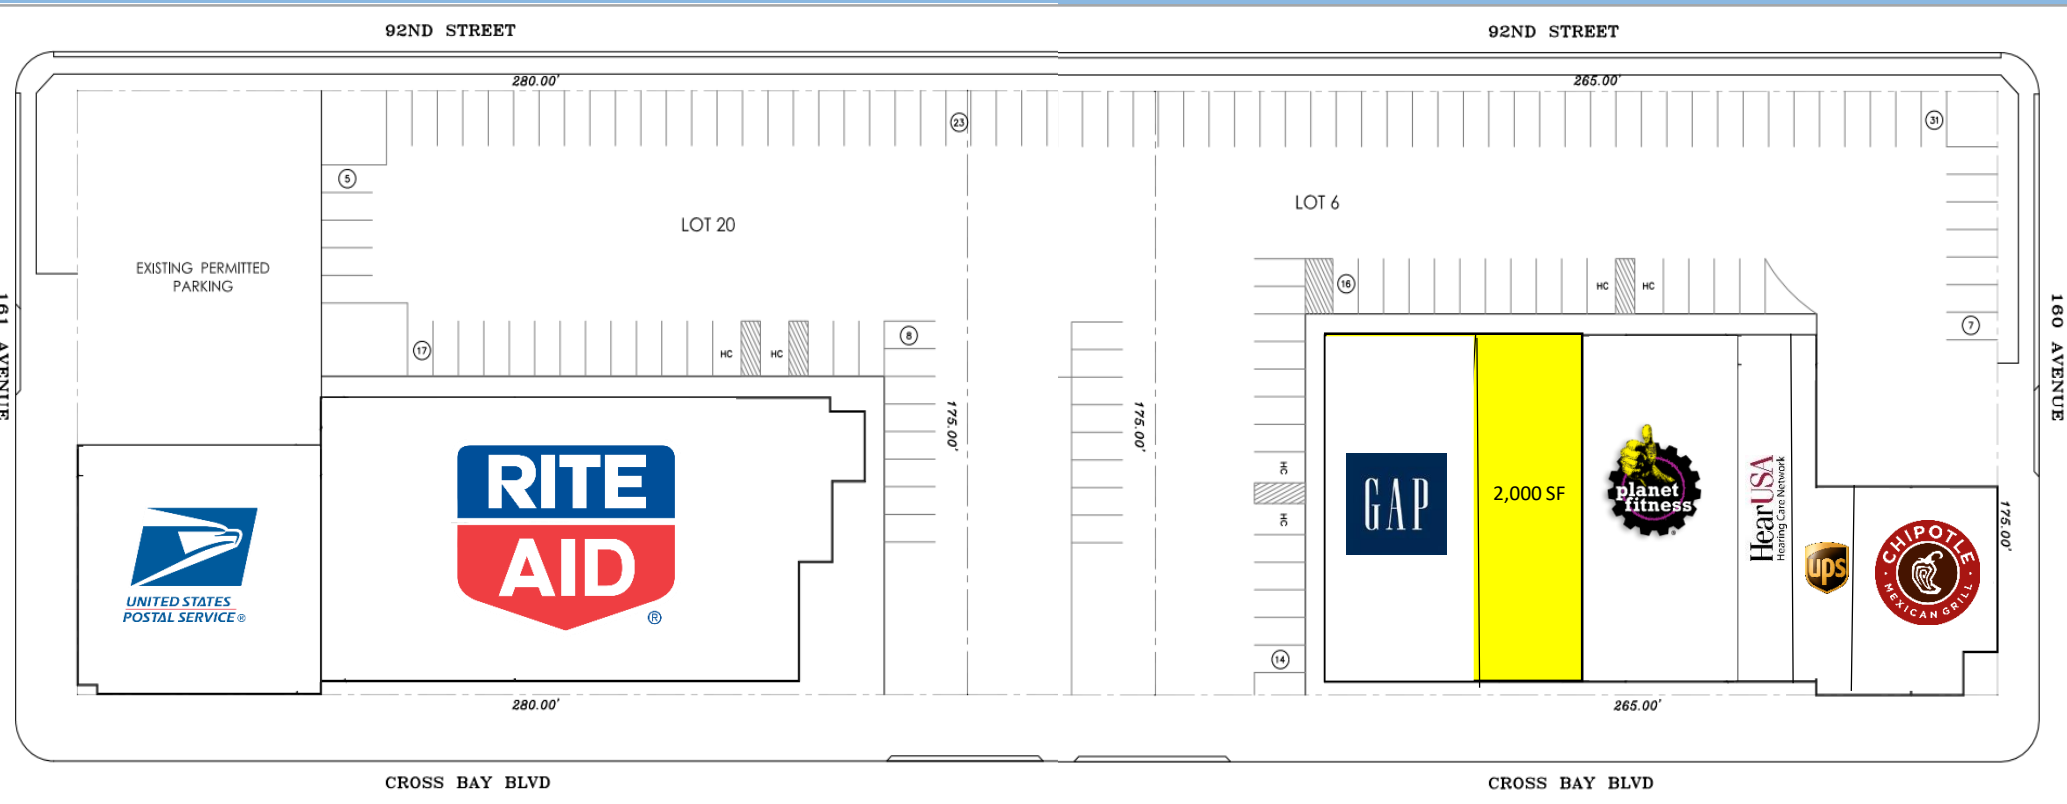 92ND STREET
92ND STREET
280.00'
265.00'
23
31
5
LOT 20
LOT 6
EXISTING PERMITTED
PARKING
161 AVENUE
160 AVENUE
16
HC
HC
17
HC
HC
8
7
175.00'
175.00'
HC
HC
14
RITE
AID
®
UNITED STATES
POSTAL SERVICE®
GAP
2,000 SF
planet
fitness
HearUSA
Hearing Care Network
ups
CHIPOTLE
MEXICAN GRILL
175.00'
280.00'
265.00'
CROSS BAY BLVD
CROSS BAY BLVD